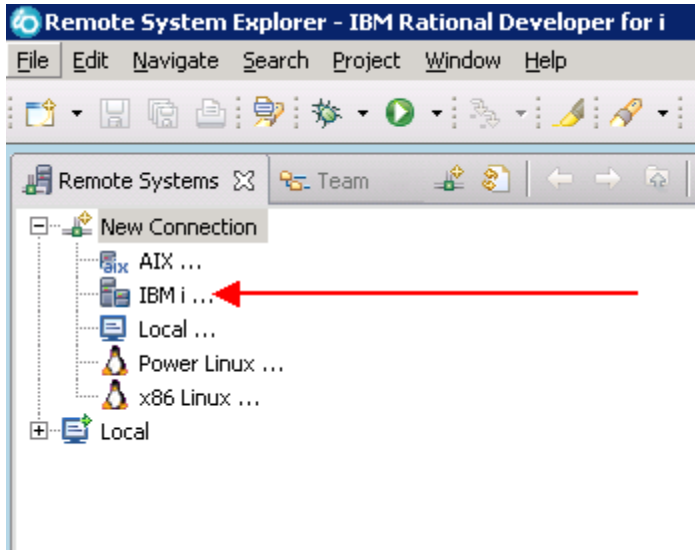 Remote System Explorer - IBM Rational Developer for i
File Edit Navigate Search Project Window Help
Remote Systems Team
New Connection
aix AIX ...
IBM i ...
Local ...
Power Linux ...
x86 Linux ...
Local